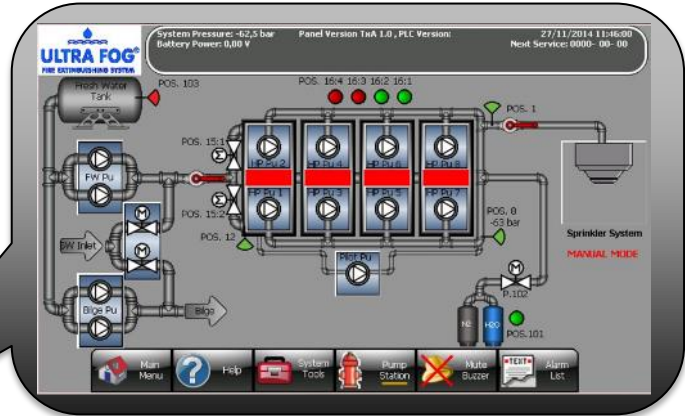 ULTRA FOG®
FIRE EXTINGUISHING SYSTEM
System Pressure: -62,5 bar
Battery Power: 0,00 V
Panel Version TxA 1.0 , PLC Version:
27/11/2014 11:46:00
Next Service: 0000- 00- 00
Fresh Water
Tank
POS. 103
POS. 16:4 16:3 16:2 16:1
POS. 1
POS. 15:1
HP Pu 2
HP Pu 4
HP Pu 6
HP Pu 8
FW Pu
HP Pu 1
HP Pu 3
HP Pu 5
HP Pu 7
POS. 15:2
POS. 12
POS. 8
-63 bar
Sprinkler System
MANUAL MODE
M
M
SW Inlet
Pilot Pu
M
P.102
Bilge Pu
Bilge
N2
H2O
POS.101
Main
Menu
Help
System
Tools
Pump
Station
Mute
Buzzer
*TEXT*
Alarm
List